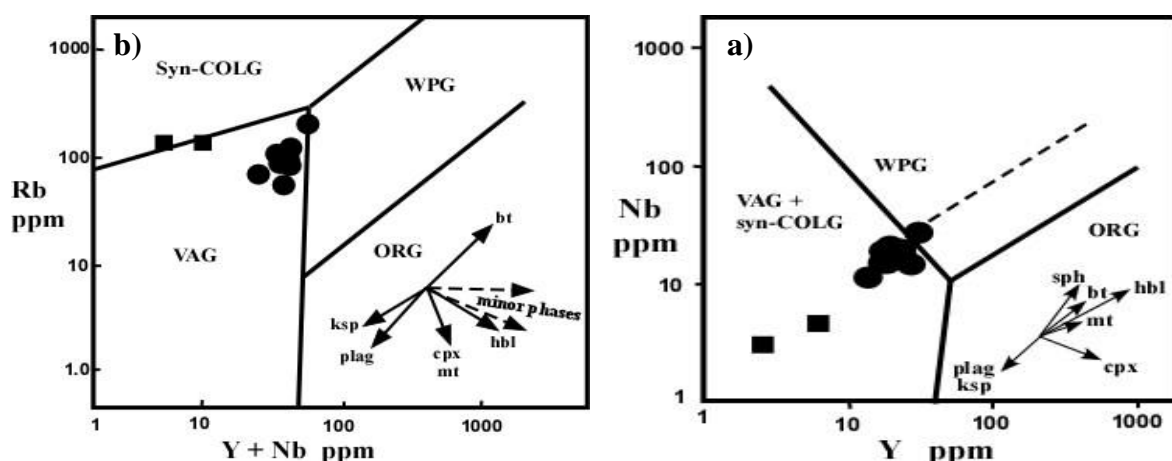 b)
1000
Syn-COLG
WPG
100
Rb
ppm
VAG
ORG
bt
10
minor phases
ksp
plag
cpx
mt
hbl
1.0
1
10
100
1000
Y + Nb ppm
a)
1000
WPG
100
Nb
ppm
VAG +
syn-COLG
ORG
10
sph
bt
hbl
mt
plag
ksp
cpx
1
1
10
100
1000
Y ppm